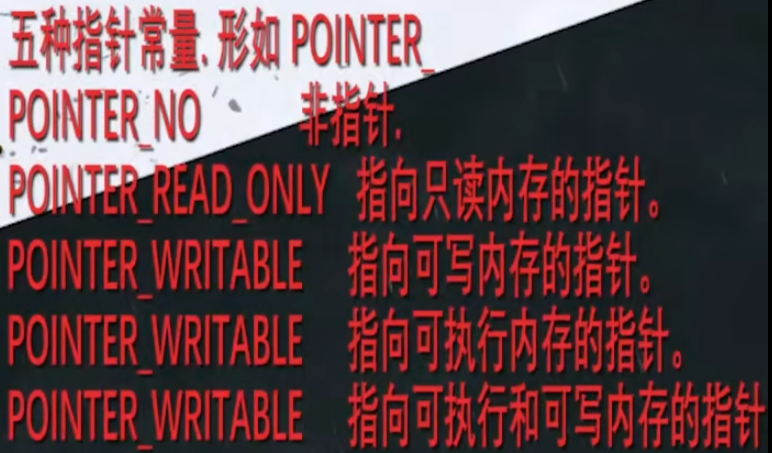 五种指针常量. 形如 POINTER_
POINTER_NO 非指针.
POINTER_READ_ONLY 指向只读内存的指针。
POINTER_WRITABLE 指向可写内存的指针。
POINTER_WRITABLE 指向可执行内存的指针。
POINTER_WRITABLE 指向可执行和可写内存的指针